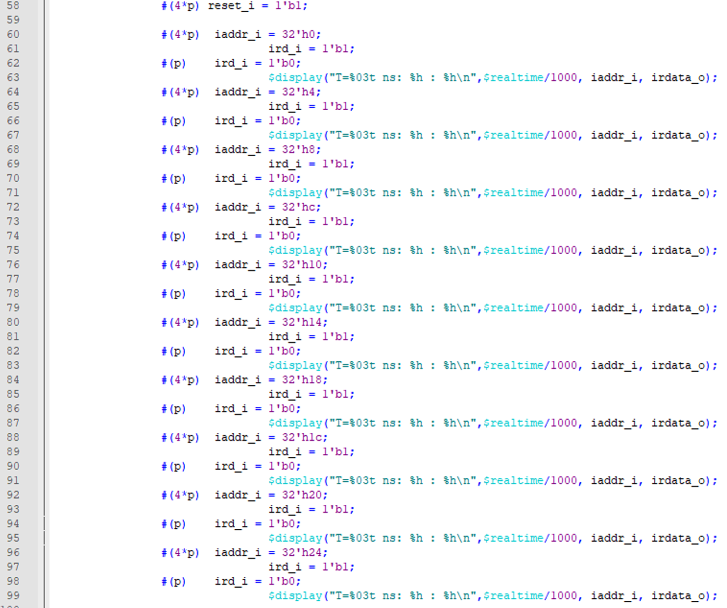 58 #(4*p) reset_i = 1'b1;
59
60 #(4*p) iaddr_i = 32'h0;
61 ird_i = 1'b1;
62 #(p) ird_i = 1'b0;
63 $display("T=%03t ns: %h : %h\n",$realtime/1000, iaddr_i, irdata_o);
64 #(4*p) iaddr_i = 32'h4;
65 ird_i = 1'b1;
66 #(p) ird_i = 1'b0;
67 $display("T=%03t ns: %h : %h\n",$realtime/1000, iaddr_i, irdata_o);
68 #(4*p) iaddr_i = 32'h8;
69 ird_i = 1'b1;
70 #(p) ird_i = 1'b0;
71 $display("T=%03t ns: %h : %h\n",$realtime/1000, iaddr_i, irdata_o);
72 #(4*p) iaddr_i = 32'hc;
73 ird_i = 1'b1;
74 #(p) ird_i = 1'b0;
75 $display("T=%03t ns: %h : %h\n",$realtime/1000, iaddr_i, irdata_o);
76 #(4*p) iaddr_i = 32'h10;
77 ird_i = 1'b1;
78 #(p) ird_i = 1'b0;
79 $display("T=%03t ns: %h : %h\n",$realtime/1000, iaddr_i, irdata_o);
80 #(4*p) iaddr_i = 32'h14;
81 ird_i = 1'b1;
82 #(p) ird_i = 1'b0;
83 $display("T=%03t ns: %h : %h\n",$realtime/1000, iaddr_i, irdata_o);
84 #(4*p) iaddr_i = 32'h18;
85 ird_i = 1'b1;
86 #(p) ird_i = 1'b0;
87 $display("T=%03t ns: %h : %h\n",$realtime/1000, iaddr_i, irdata_o);
88 #(4*p) iaddr_i = 32'h1c;
89 ird_i = 1'b1;
90 #(p) ird_i = 1'b0;
91 $display("T=%03t ns: %h : %h\n",$realtime/1000, iaddr_i, irdata_o);
92 #(4*p) iaddr_i = 32'h20;
93 ird_i = 1'b1;
94 #(p) ird_i = 1'b0;
95 $display("T=%03t ns: %h : %h\n",$realtime/1000, iaddr_i, irdata_o);
96 #(4*p) iaddr_i = 32'h24;
97 ird_i = 1'b1;
98 #(p) ird_i = 1'b0;
99 $display("T=%03t ns: %h : %h\n",$realtime/1000, iaddr_i, irdata_o);